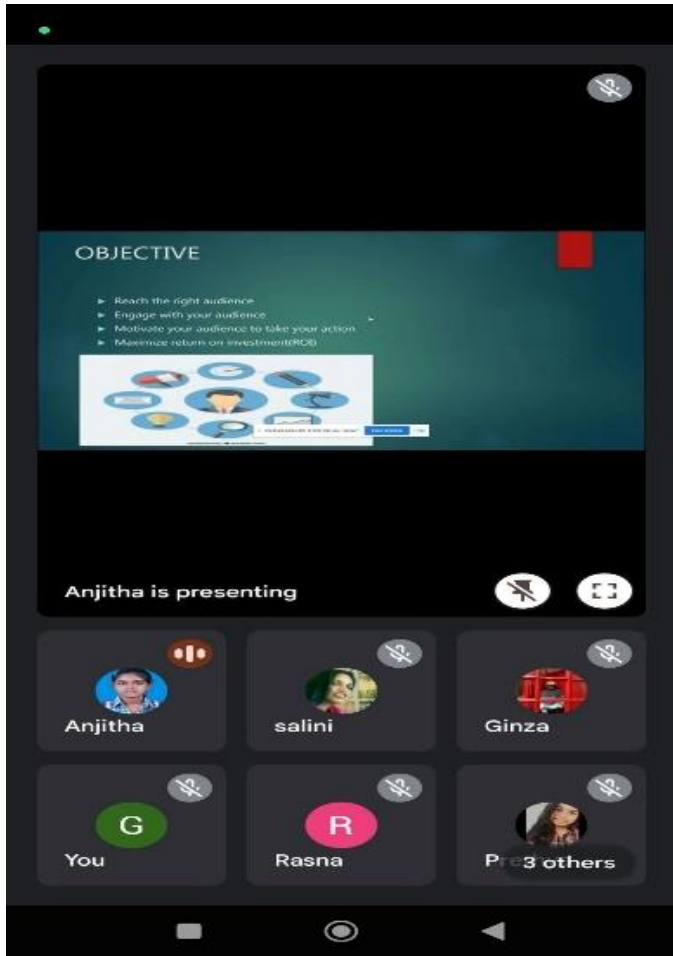 OBJECTIVE
► Reach the right audience
► Engage with your audience
► Motivate your audience to take your action
► Maximize return on investment(ROI)
Anjitha is presenting
Anjitha
salini
Ginza
G
You
R
Rasna
3 others